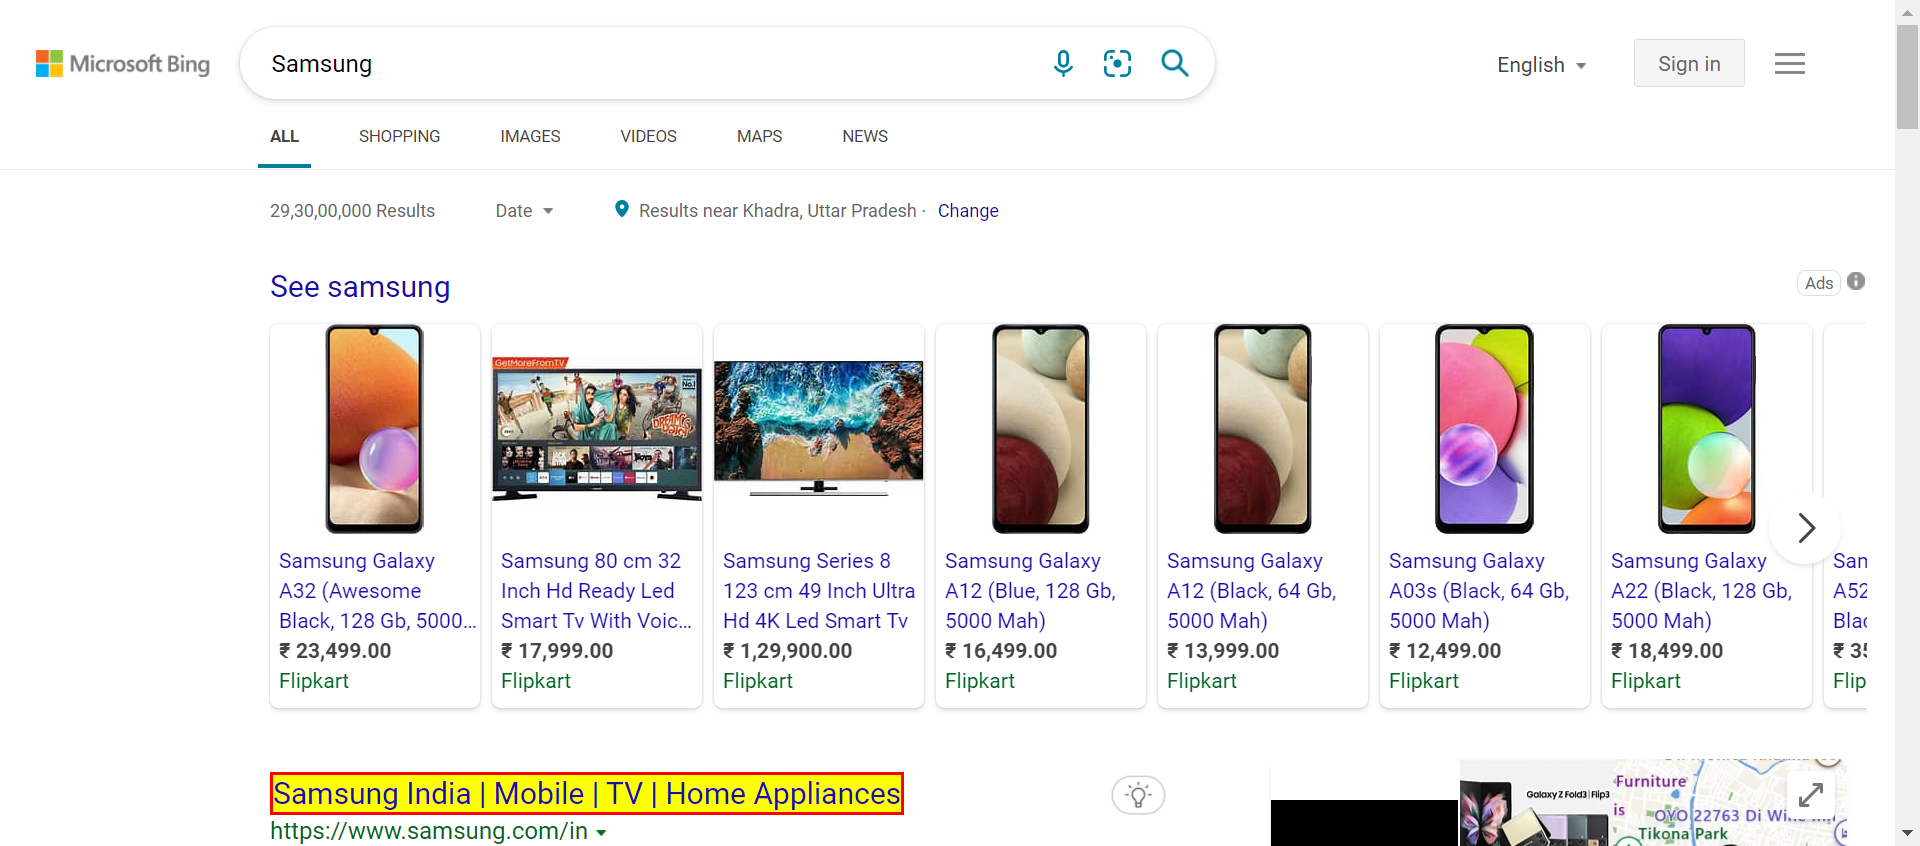 Microsoft Bing
Samsung
English
Sign in
ALL
SHOPPING
IMAGES
VIDEOS
MAPS
NEWS
29,30,00,000 Results
Date
Results near Khadra, Uttar Pradesh ·
Change
See samsung
Ads
Samsung Galaxy
A32 (Awesome
Black, 128 Gb, 5000...
₹ 23,499.00
Flipkart
GetMoreFromTV
Samsung 80 cm 32
Inch Hd Ready Led
Smart Tv With Voic...
₹ 17,999.00
Flipkart
Samsung Series 8
123 cm 49 Inch Ultra
Hd 4K Led Smart Tv
₹ 1,29,900.00
Flipkart
Samsung Galaxy
A12 (Blue, 128 Gb,
5000 Mah)
₹ 16,499.00
Flipkart
Samsung Galaxy
A12 (Black, 64 Gb,
5000 Mah)
₹ 13,999.00
Flipkart
Samsung Galaxy
A03s (Black, 64 Gb,
5000 Mah)
₹ 12,499.00
Flipkart
Samsung Galaxy
A22 (Black, 128 Gb,
5000 Mah)
₹ 18,499.00
Flipkart
A52
Samsung India | Mobile | TV | Home Appliances
https://www.samsung.com/in
Galaxy Z Fold3 | Flip3
Furniture
is
OYO 22763 Di
Tikona Park